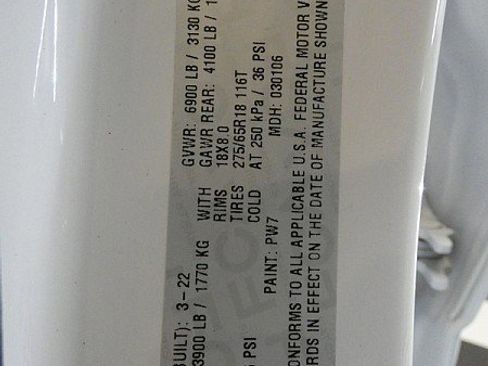 BUILT): 3-22 GVWR: 6900 LB / 3130 KG
3900 LB / 1770 KG WITH GAWR REAR: 4100 LB /
RIMS 18X8.0
TIRES 275/65R18 116T
PSI COLD AT 250 kPa / 36 PSI
PAINT: PW7 MDH: 030106
ONFORMS TO ALL APPLICABLE U.S.A. FEDERAL MOTOR V
RDS IN EFFECT ON THE DATE OF MANUFACTURE SHOWN